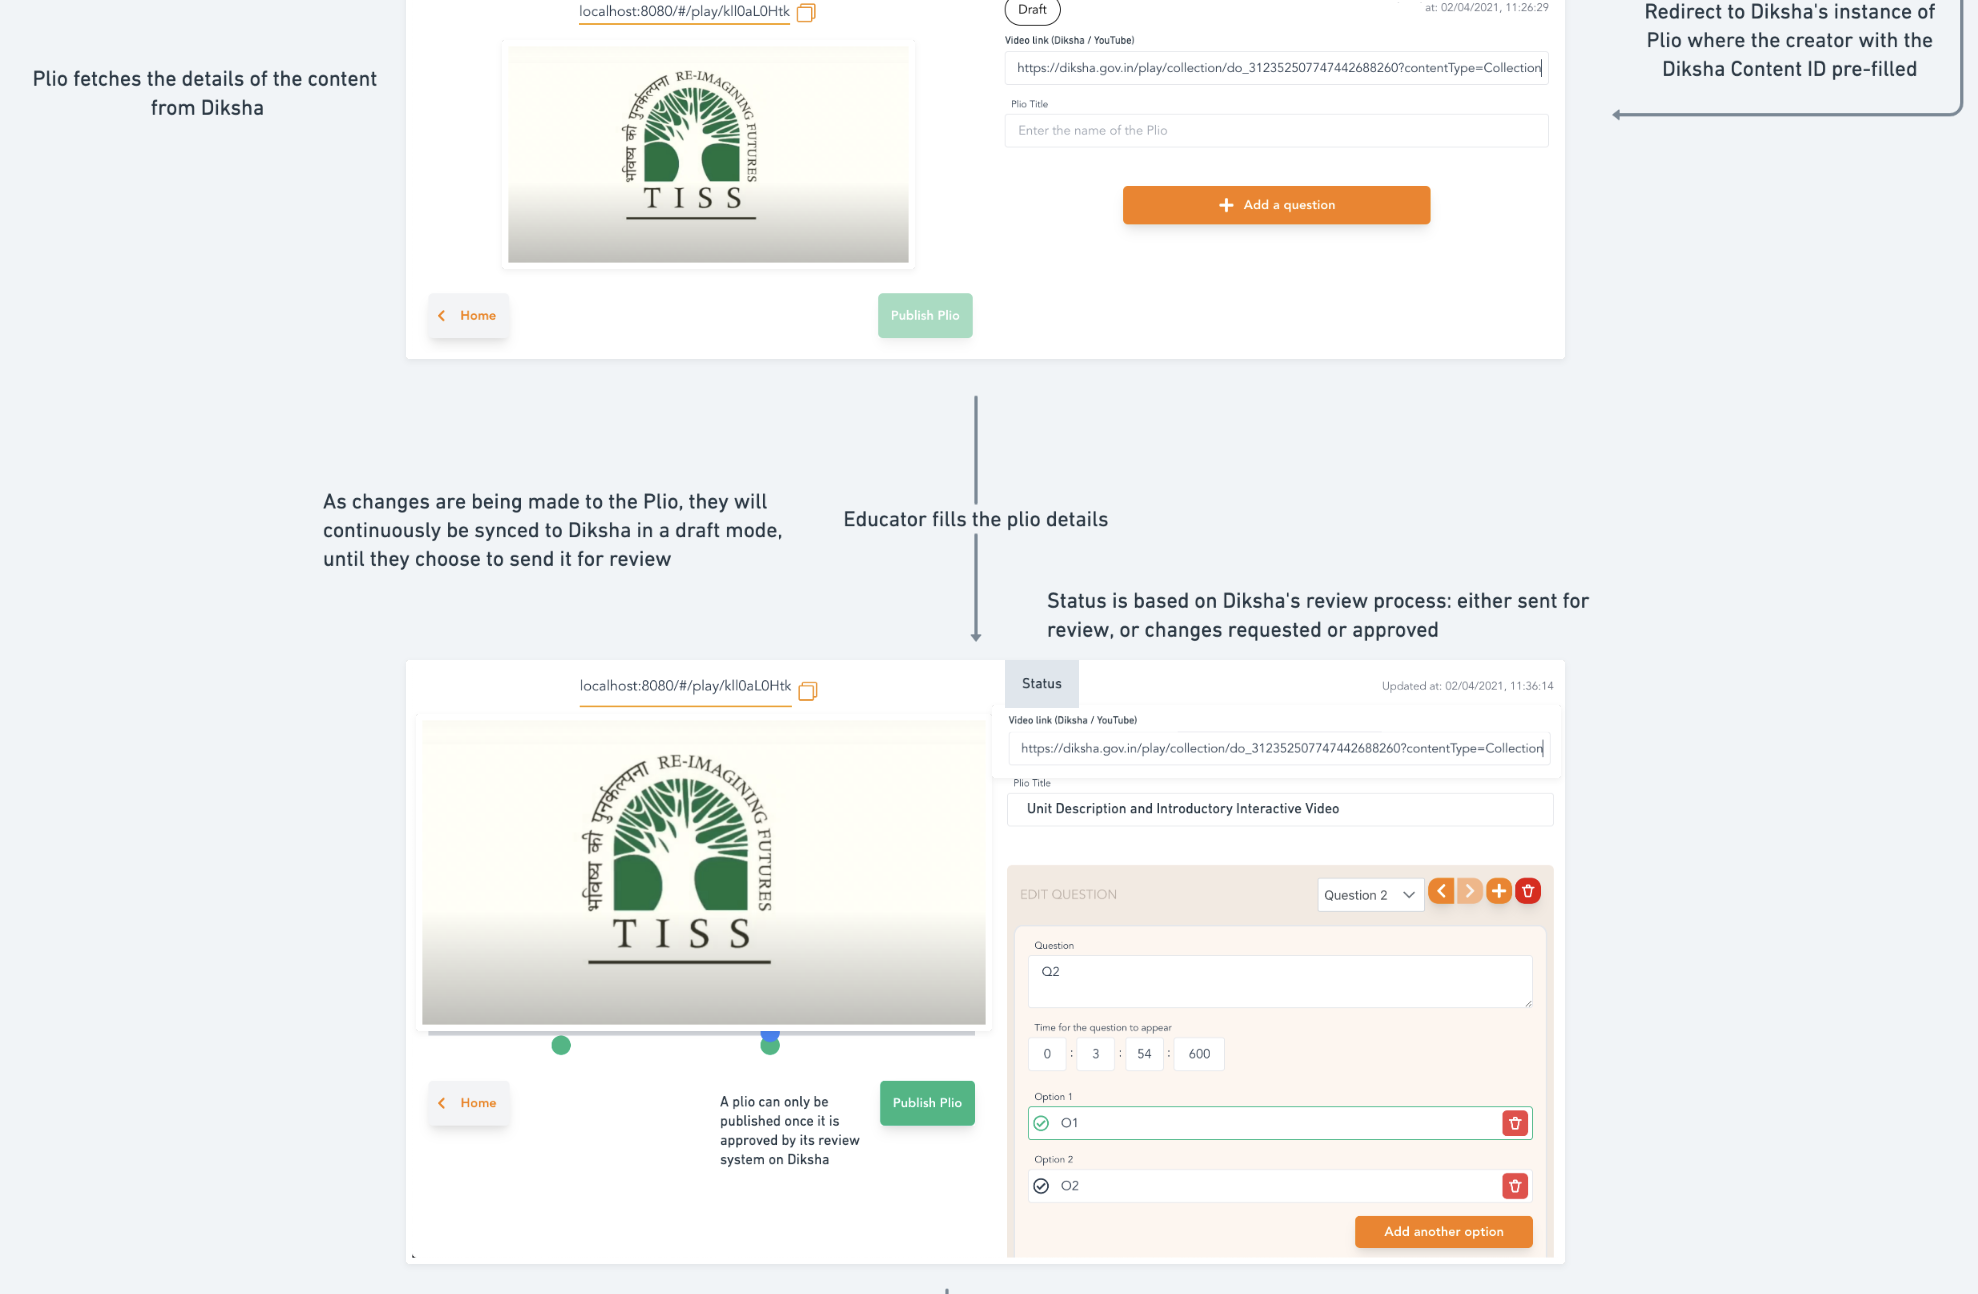 localhost:8080/#/play/kll0aL0Htk
Draft
at: 02/04/2021, 11:26:29
Redirect to Diksha's instance of
Plio where the creator with the
Diksha Content ID pre-filled
Plio fetches the details of the content
from Diksha
Video link (Diksha / YouTube)
https://diksha.gov.in/play/collection/do_312352507747442688260?contentType=Collection
Plio Title
Enter the name of the Plio
भविष्य की पुनर्कल्पना RE-IMAGINING FUTURES
TISS
Add a question
Home
Publish Plio
As changes are being made to the Plio, they will
continuously be synced to Diksha in a draft mode,
until they choose to send it for review
Educator fills the plio details
Status is based on Diksha's review process: either sent for
review, or changes requested or approved
localhost:8080/#/play/kll0aL0Htk
Status
Updated at: 02/04/2021, 11:36:14
Video link (Diksha / YouTube)
https://diksha.gov.in/play/collection/do_312352507747442688260?contentType=Collection
Plio Title
Unit Description and Introductory Interactive Video
भविष्य की पुनर्कल्पना RE-IMAGINING FUTURES
TISS
EDIT QUESTION
Question 2
Question
Q2
Time for the question to appear
0 : 3 : 54 : 600
Option 1
O1
Option 2
O2
Add another option
Home
A plio can only be
published once it is
approved by its review
system on Diksha
Publish Plio